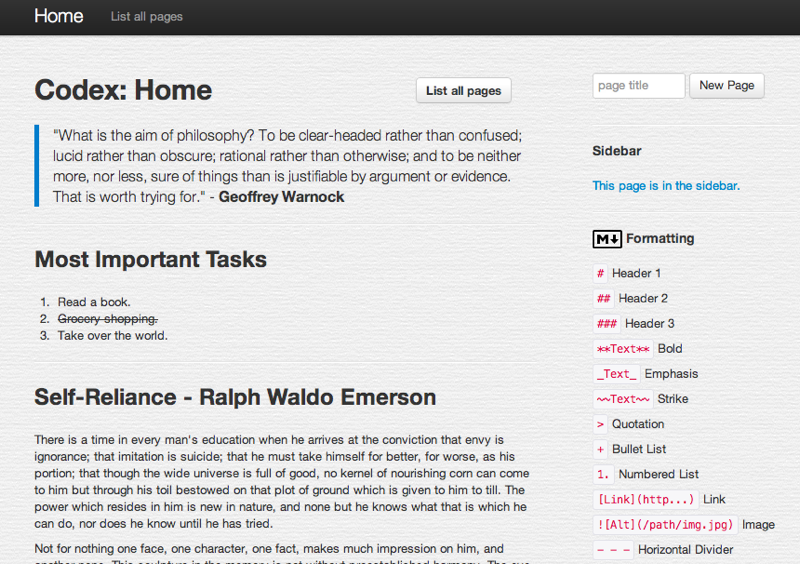 Home List all pages
Codex: Home
List all pages
"What is the aim of philosophy? To be clear-headed rather than confused;
lucid rather than obscure; rational rather than otherwise; and to be neither
more, nor less, sure of things than is justifiable by argument or evidence.
That is worth trying for." - Geoffrey Warnock
Most Important Tasks
1. Read a book.
2. Grocery shopping.
3. Take over the world.
Self-Reliance - Ralph Waldo Emerson
There is a time in every man's education when he arrives at the conviction that envy is
ignorance; that imitation is suicide; that he must take himself for better, for worse, as his
portion; that though the wide universe is full of good, no kernel of nourishing corn can come
to him but through his toil bestowed on that plot of ground which is given to him to till. The
power which resides in him is new in nature, and none but he knows what that is which he
can do, nor does he know until he has tried.
Not for nothing one face, one character, one fact, makes much impression on him, and
page title New Page
Sidebar
This page is in the sidebar.
M Formatting
# Header 1
## Header 2
### Header 3
**Text** Bold
_Text_ Emphasis
~~Text~~ Strike
> Quotation
+ Bullet List
1. Numbered List
[Link](http...) Link
![Alt](/path/img.jpg) Image
- - - Horizontal Divider